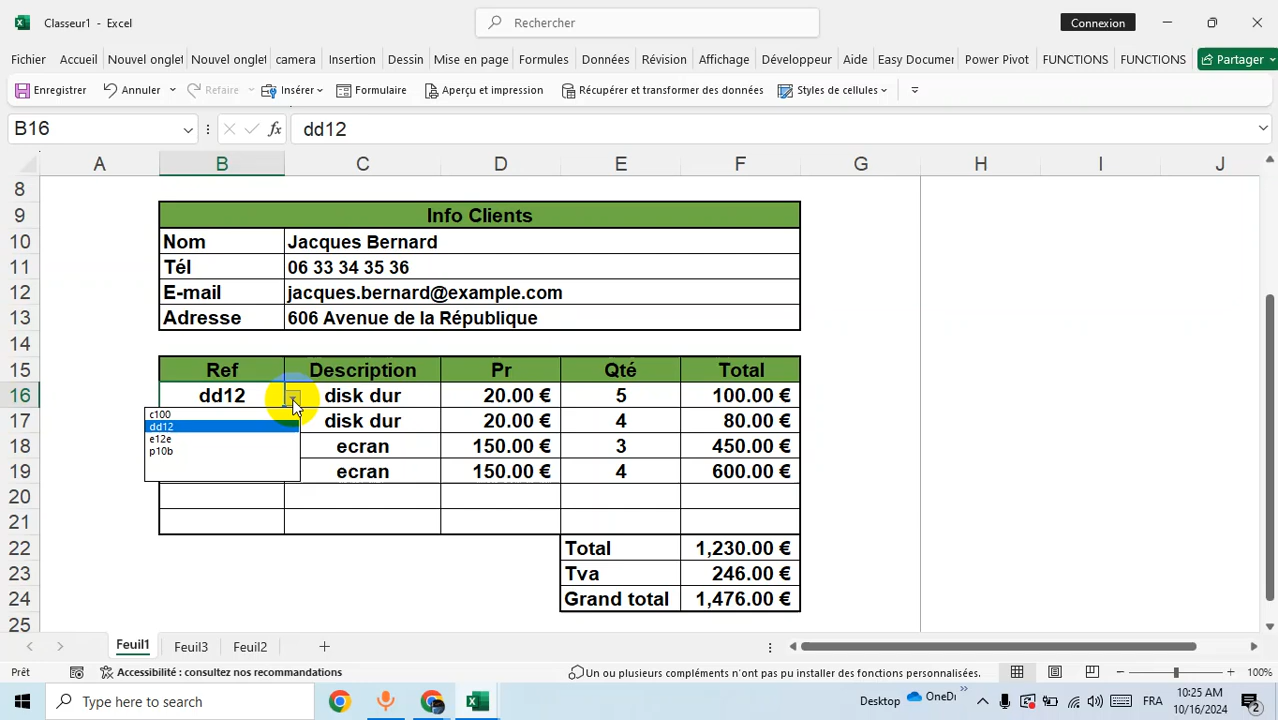 Classeur1 - Excel
Rechercher
Connexion
Fichier Accueil Nouvel onglet Nouvel onglet camera Insertion Dessin Mise en page Formules Données Révision Affichage Développeur Aide Easy Documen Power Pivot FUNCTIONS FUNCTIONS Partager
Enregistrer Annuler Refaire Insérer Formulaire Aperçu et impression Récupérer et transformer des données Styles de cellules
B16 fx dd12
A B C D E F G H I J
8
9 Info Clients
10 Nom Jacques Bernard
11 Tél 06 33 34 35 36
12 E-mail jacques.bernard@example.com
13 Adresse 606 Avenue de la République
14
15 Ref Description Pr Qté Total
16 dd12 disk dur 20.00 € 5 100.00 €
c100
dd12
e12e
p10b
17 disk dur 20.00 € 4 80.00 €
18 ecran 150.00 € 3 450.00 €
19 ecran 150.00 € 4 600.00 €
20
21
22 Total 1,230.00 €
23 Tva 246.00 €
24 Grand total 1,476.00 €
25
Feuil1 Feuil3 Feuil2
Prêt Accessibilité : consultez nos recommandations Un ou plusieurs compléments n'ont pas pu installer des fonctions personnalisées. 100%
Type here to search Desktop OneDri FRA 10:25 AM
10/16/2024 2